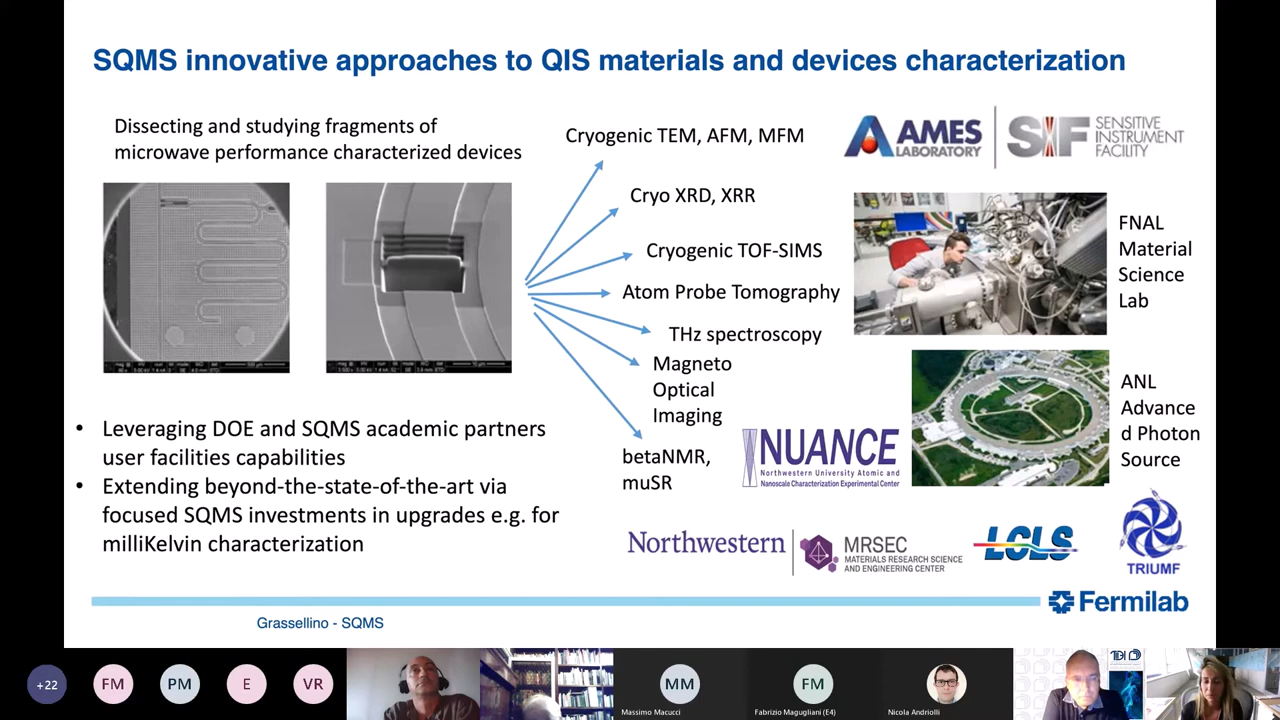 SQMS innovative approaches to QIS materials and devices characterization
Dissecting and studying fragments of
microwave performance characterized devices
Cryogenic TEM, AFM, MFM
Cryo XRD, XRR
Cryogenic TOF-SIMS
Atom Probe Tomography
THz spectroscopy
Magneto
Optical
Imaging
betaNMR,
muSR
AMES
LABORATORY
SIF
SENSITIVE
INSTRUMENT
FACILITY
FNAL
Material
Science
Lab
ANL
Advance
d Photon
Source
• Leveraging DOE and SQMS academic partners
user facilities capabilities
• Extending beyond-the-state-of-the-art via
focused SQMS investments in upgrades e.g. for
milliKelvin characterization
NUANCE
Northwestern University Atomic and
Nanoscale Characterization Experimental Center
Northwestern
MRSEC
MATERIALS RESEARCH SCIENCE
AND ENGINEERING CENTER
LCLS
TRIUMF
Fermilab
Grassellino - SQMS
+22
FM
PM
E
VR
MM
Massimo Macucci
FM
Fabrizio Magugliani (E4)
Nicola Andriolli